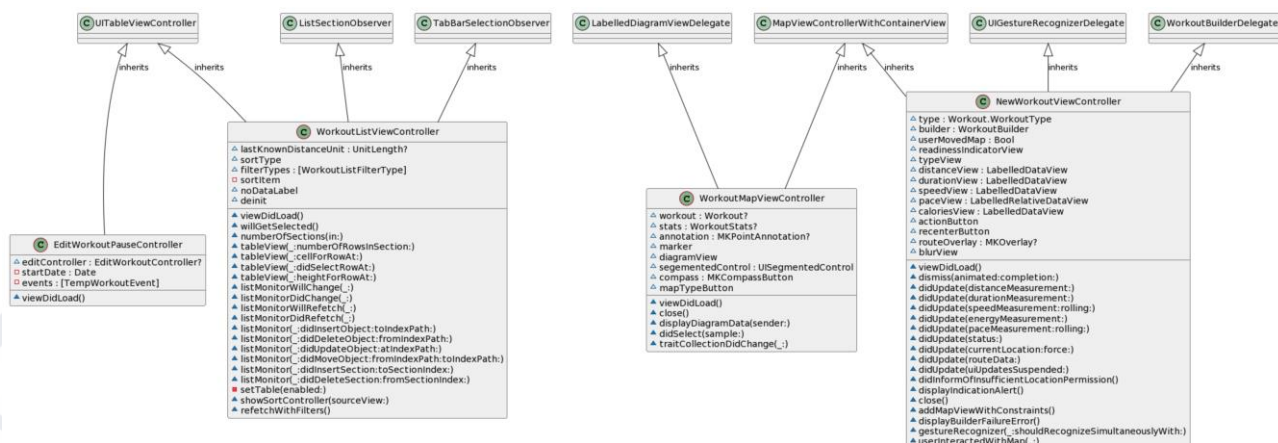 C UITableViewController
C ListSectionObserver
C TabBarSelectionObserver
C LabelledDiagramViewDelegate
C MapViewControllerWithContainerView
C UIGestureRecognizerDelegate
C WorkoutBuilderDelegate
inherits
inherits
inherits
inherits
inherits
inherits
inherits
inherits
inherits
C EditWorkoutPauseController
editController : EditWorkoutController?
startDate : Date
events : [TempWorkoutEvent]
viewDidLoad()
C WorkoutListViewController
lastKnownDistanceUnit : UnitLength?
sortType
filterTypes : [WorkoutListFilterType]
sortItem
noDataLabel
deinit
viewDidLoad()
willGetSelected()
numberOfSections(in:)
tableView(_:numberOfRowsInSection:)
tableView(_:cellForRowAt:)
tableView(_:didSelectRowAt:)
tableView(_:heightForRowAt:)
listMonitorWillChange(_:)
listMonitorDidChange(_:)
listMonitorWillRefetch(_:)
listMonitorDidRefetch(_:)
listMonitor(_:didInsertObject:toIndexPath:)
listMonitor(_:didDeleteObject:fromIndexPath:)
listMonitor(_:didUpdateObject:atIndexPath:)
listMonitor(_:didMoveObject:fromIndexPath:toIndexPath:)
listMonitor(_:didInsertSection:toSectionIndex:)
listMonitor(_:didDeleteSection:fromSectionIndex:)
setTable(enabled:)
showSortController(sourceView:)
refetchWithFilters()
C WorkoutMapViewController
workout : Workout?
stats : WorkoutStats?
annotation : MKPointAnnotation?
marker
diagramView
segementedControl : UISegmentedControl
compass : MKCompassButton
mapTypeButton
viewDidLoad()
close()
displayDiagramData(sender:)
didSelect(sample:)
traitCollectionDidChange(_:)
C NewWorkoutViewController
type : Workout.WorkoutType
builder : WorkoutBuilder
userMovedMap : Bool
readinessIndicatorView
typeView
distanceView : LabelledDataView
durationView : LabelledDataView
speedView : LabelledDataView
paceView : LabelledRelativeDataView
caloriesView : LabelledDataView
actionButton
recenterButton
routeOverlay : MKOverlay?
blurView
viewDidLoad()
dismiss(animated:completion:)
didUpdate(distanceMeasurement:)
didUpdate(durationMeasurement:)
didUpdate(speedMeasurement:rolling:)
didUpdate(energyMeasurement:)
didUpdate(paceMeasurement:rolling:)
didUpdate(status:)
didUpdate(currentLocation:force:)
didUpdate(routeData:)
didUpdate(uiUpdatesSuspended:)
didInformOfInsufficientLocationPermission()
displayIndicationAlert()
close()
addMapViewWithConstraints()
displayBuilderFailureError()
gestureRecognizer(_:shouldRecognizeSimultaneouslyWith:)
userInteractedWithMap(_:)